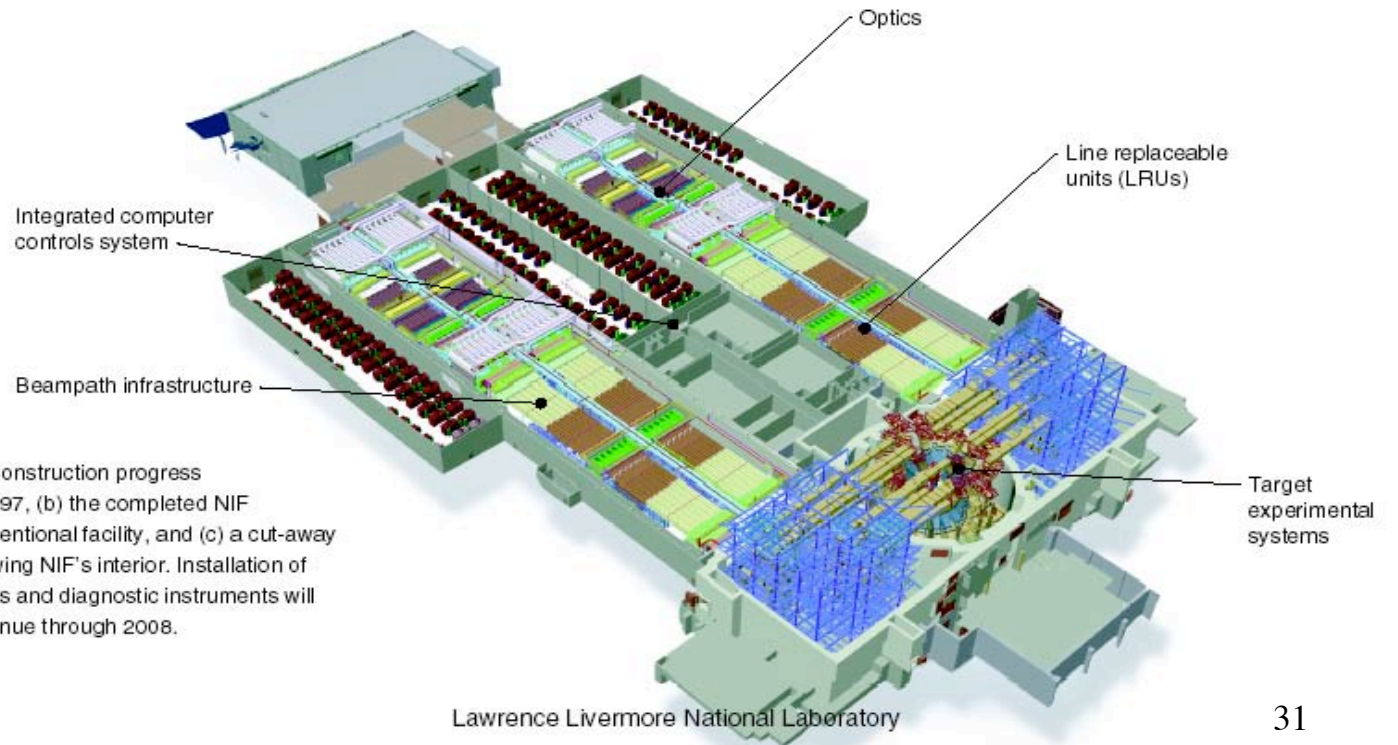 Optics
Line replaceable
units (LRUs)
Integrated computer
controls system
Beampath infrastructure
onstruction progress
97, (b) the completed NIF
entional facility, and (c) a cut-away
ving NIF's interior. Installation of
s and diagnostic instruments will
nue through 2008.
Target
experimental
systems
Lawrence Livermore National Laboratory
31